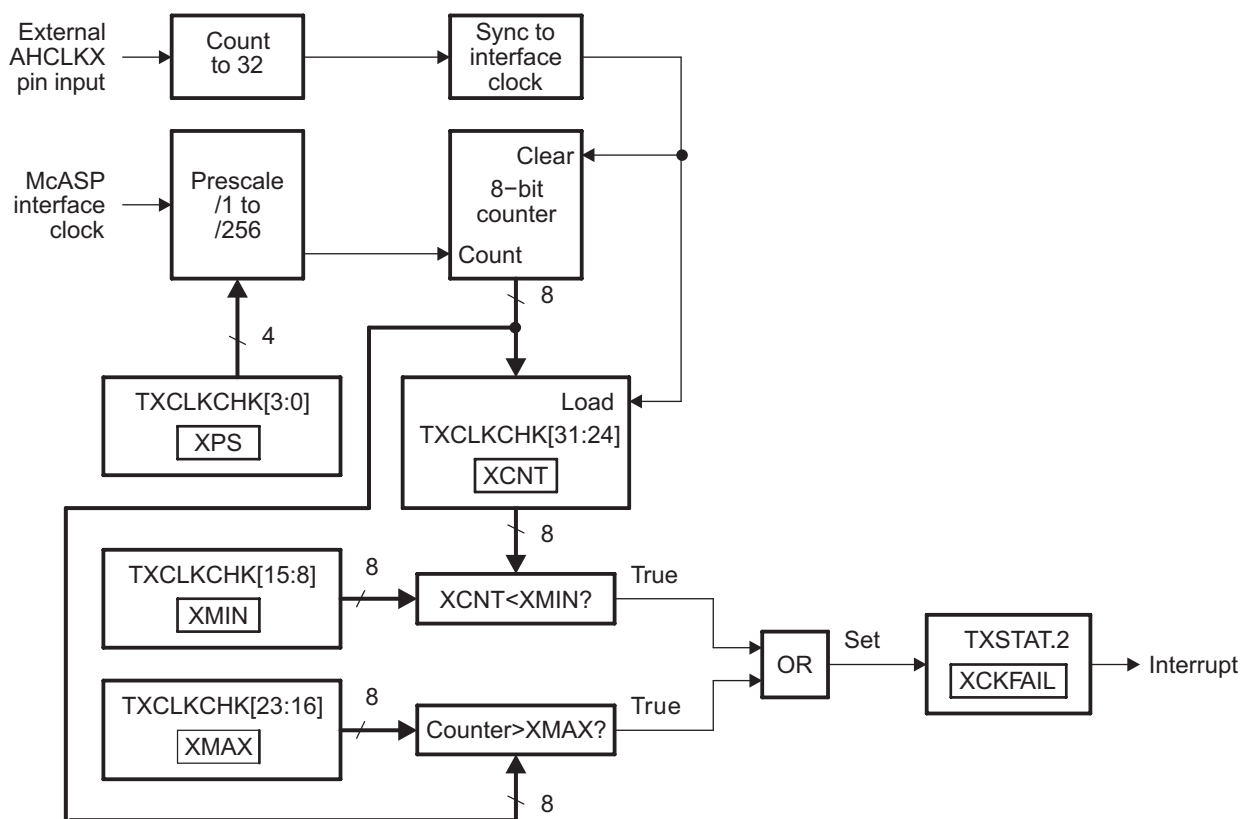 External
AHCLKX
pin input
Count
to 32
Sync to
interface
clock
McASP
interface
clock
Prescale
/1 to
/256
Clear
8−bit
counter
Count
8
4
TXCLKCHK[3:0]
XPS
Load
TXCLKCHK[31:24]
XCNT
8
TXCLKCHK[15:8]
XMIN
8
XCNT<XMIN?
True
TXCLKCHK[23:16]
XMAX
8
Counter>XMAX?
True
8
OR
Set
TXSTAT.2
XCKFAIL
Interrupt